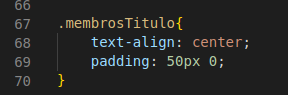 66
67 .membrosTitulo{
68 text-align: center;
69 padding: 50px 0;
70 }